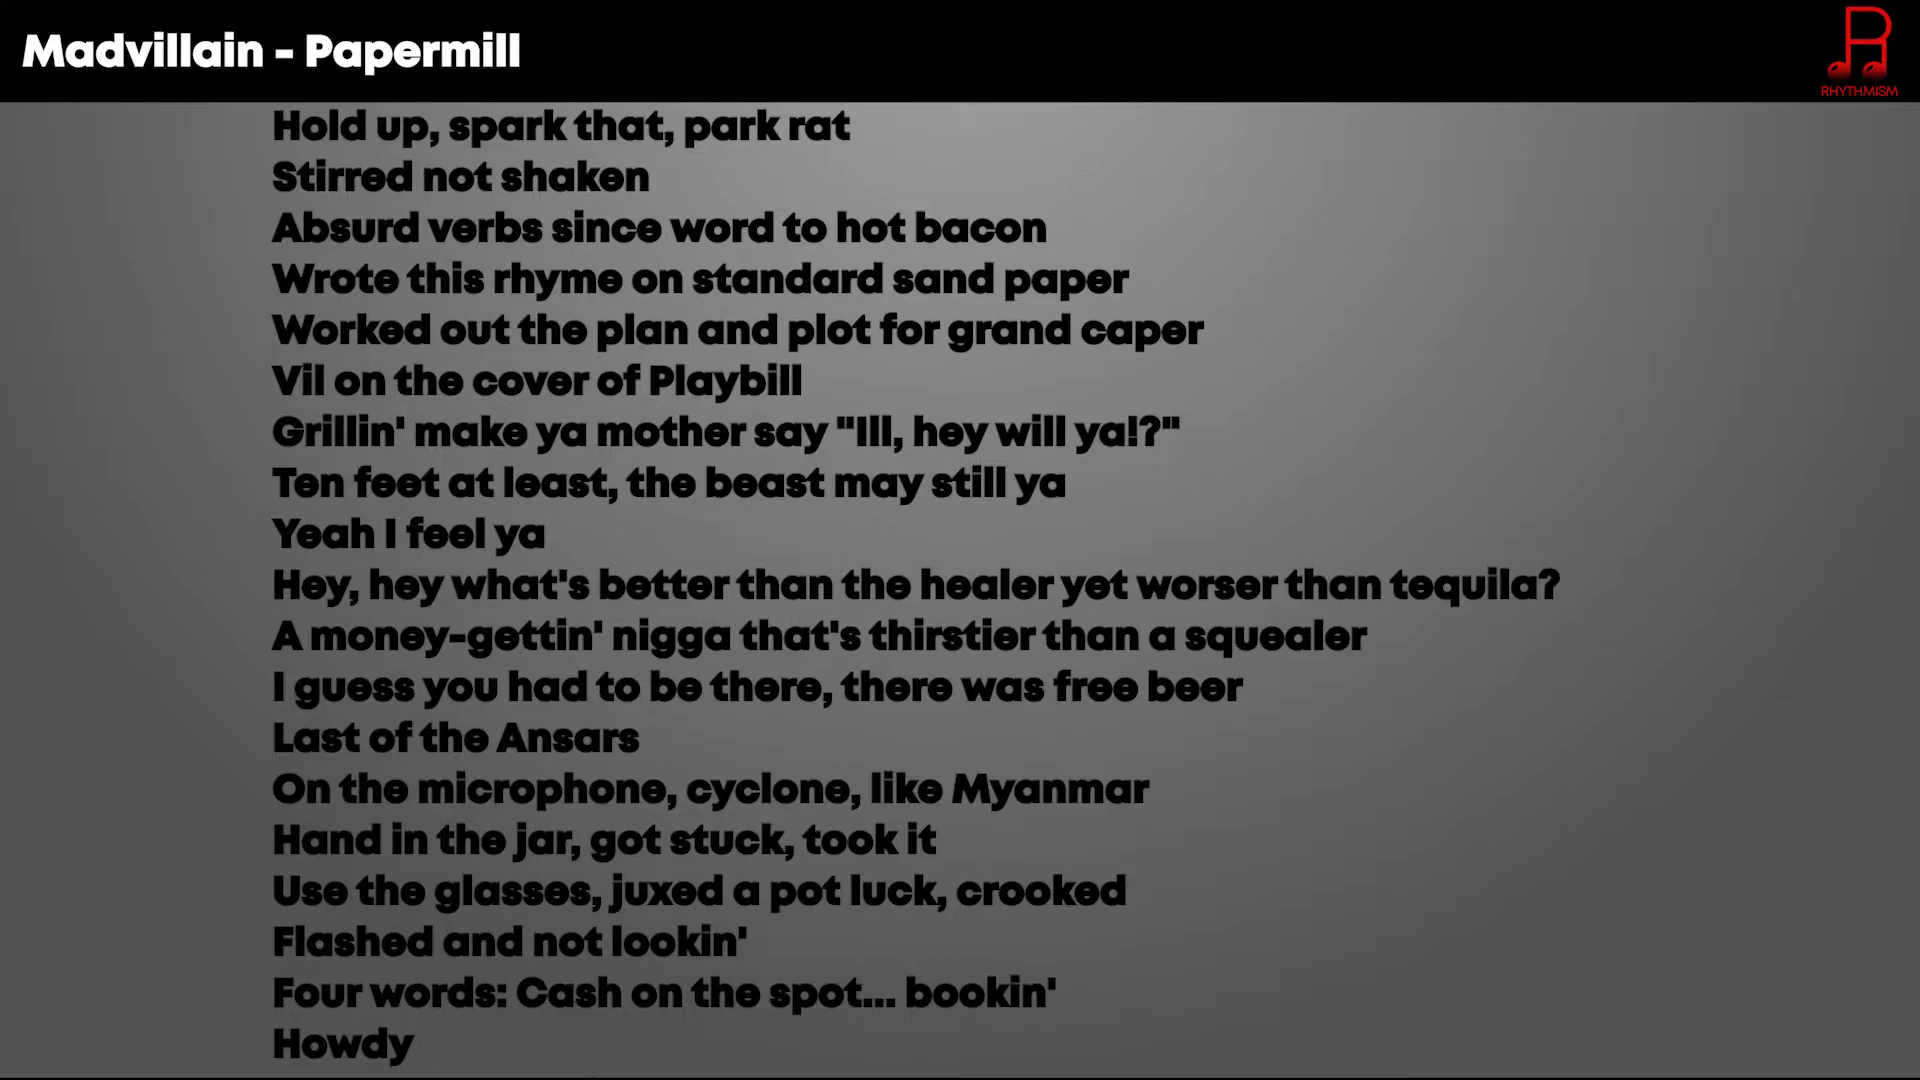 Madvillain - Papermill
RHYTHMISM
Hold up, spark that, park rat
Stirred not shaken
Absurd verbs since word to hot bacon
Wrote this rhyme on standard sand paper
Worked out the plan and plot for grand caper
Vil on the cover of Playbill
Grillin' make ya mother say "Ill, hey will ya!?"
Ten feet at least, the beast may still ya
Yeah I feel ya
Hey, hey what's better than the healer yet worser than tequila?
A money-gettin' nigga that's thirstier than a squealer
I guess you had to be there, there was free beer
Last of the Ansars
On the microphone, cyclone, like Myanmar
Hand in the jar, got stuck, took it
Use the glasses, juxed a pot luck, crooked
Flashed and not lookin'
Four words: Cash on the spot... bookin'
Howdy